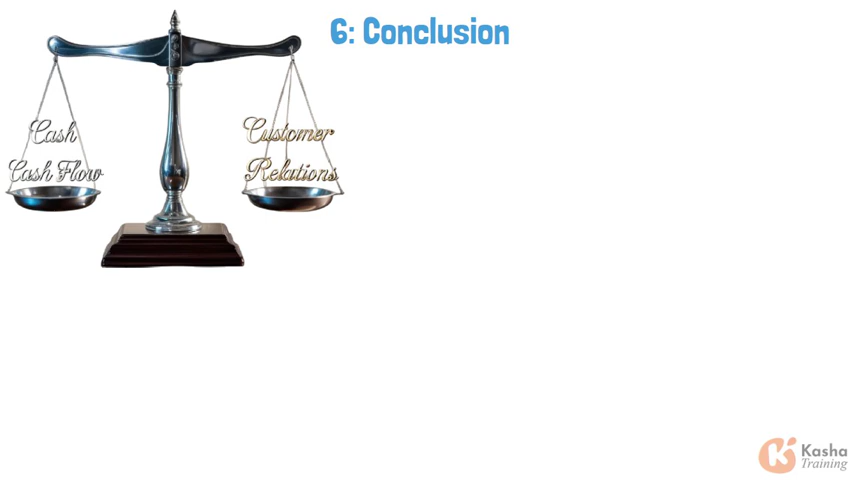 6: Conclusion
Cash
Cash Flow
Customer
Relations
Kasha
Training